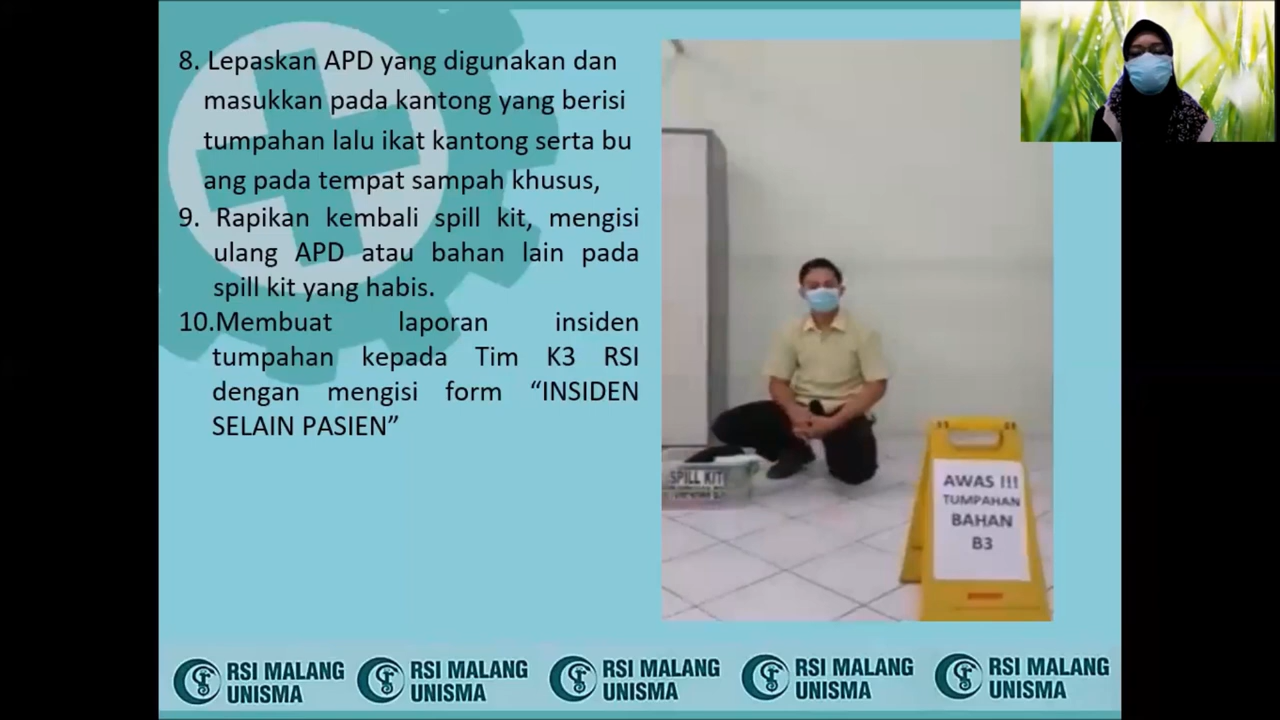 8. Lepaskan APD yang digunakan dan
masukkan pada kantong yang berisi
tumpahan lalu ikat kantong serta bu
ang pada tempat sampah khusus,
9. Rapikan kembali spill kit, mengisi
ulang APD atau bahan lain pada
spill kit yang habis.
10.Membuat laporan insiden
tumpahan kepada Tim K3 RSI
dengan mengisi form “INSIDEN
SELAIN PASIEN”
SPILL KIT
AWAS !!!
TUMPAHAN
BAHAN
B3
RSI MALANG
UNISMA
RSI MALANG
UNISMA
RSI MALANG
UNISMA
RSI MALANG
UNISMA
RSI MALANG
UNISMA